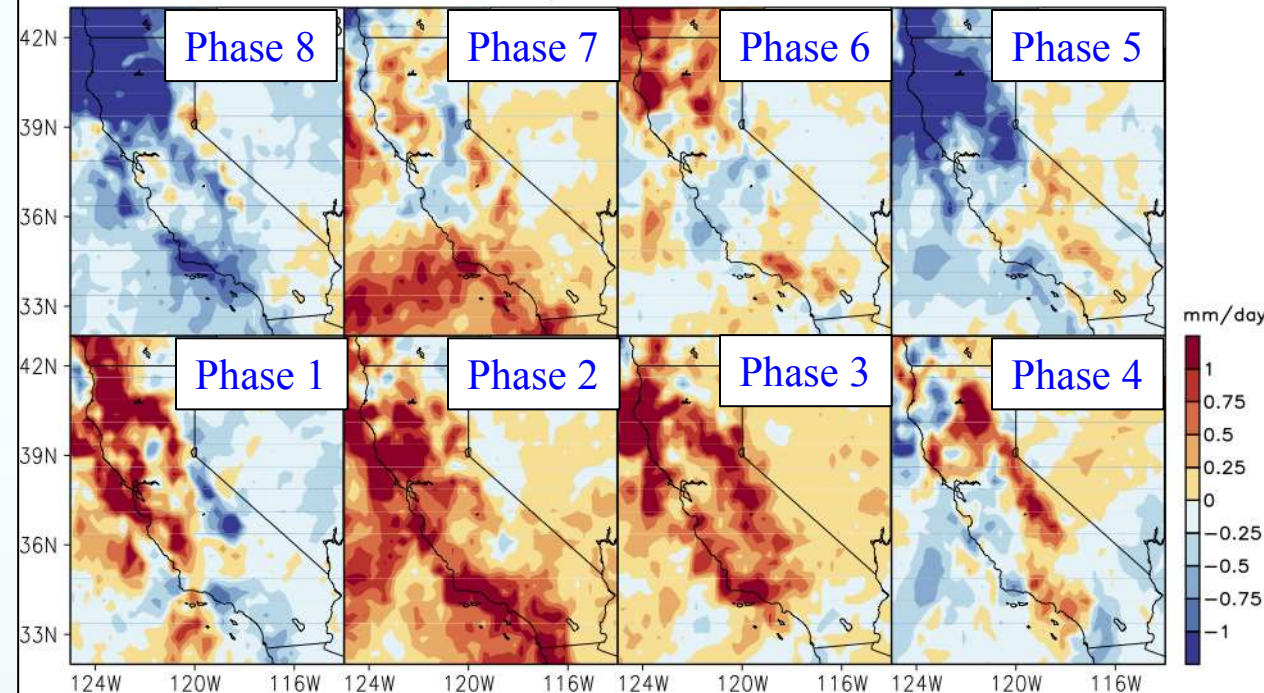 Phase 8
Phase 7
Phase 6
Phase 5
42N
39N
36N
33N
mm/day
Phase 1
Phase 2
Phase 3
Phase 4
42N
39N
36N
33N
1
0.75
0.5
0.25
0
−0.25
−0.5
−0.75
−1
124W 120W 116W 124W 120W 116W 124W 120W 116W 124W 120W 116W